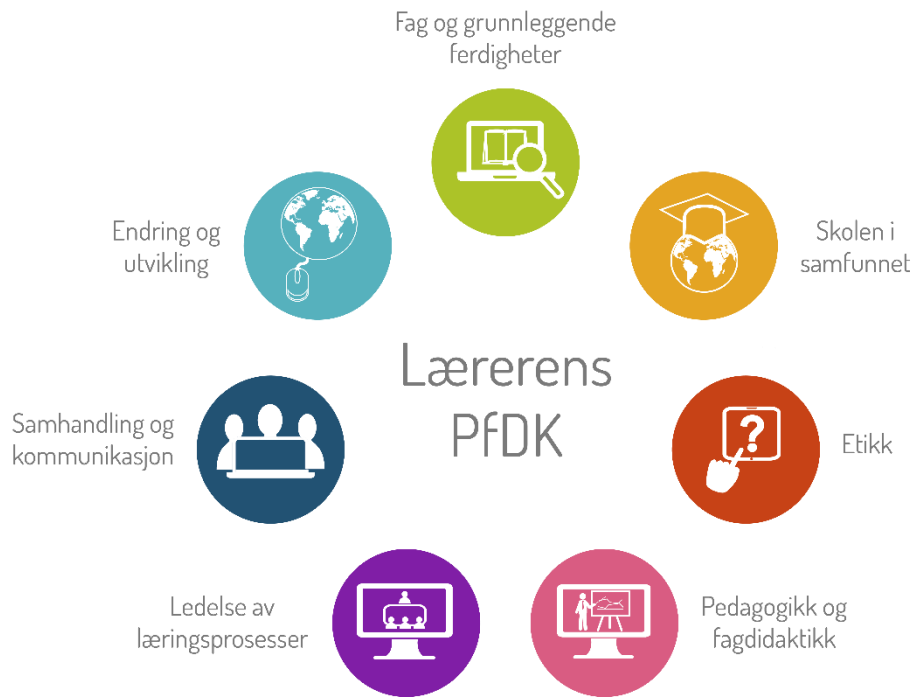 Fag og grunnleggende
ferdigheter
Skolen i
samfunnet
Etikk
Pedagogikk og
fagdidaktikk
Ledelse av
læringsprosesser
Samhandling og
kommunikasjon
Endring og
utvikling
Lærerens
PfDK
?